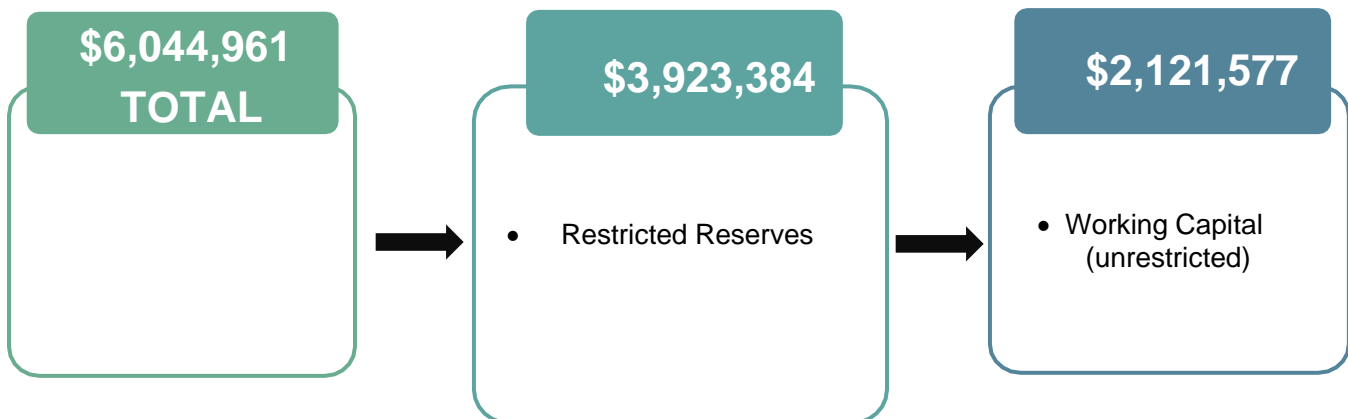 $6,044,961
TOTAL
$3,923,384
• Restricted Reserves
$2,121,577
• Working Capital
(unrestricted)